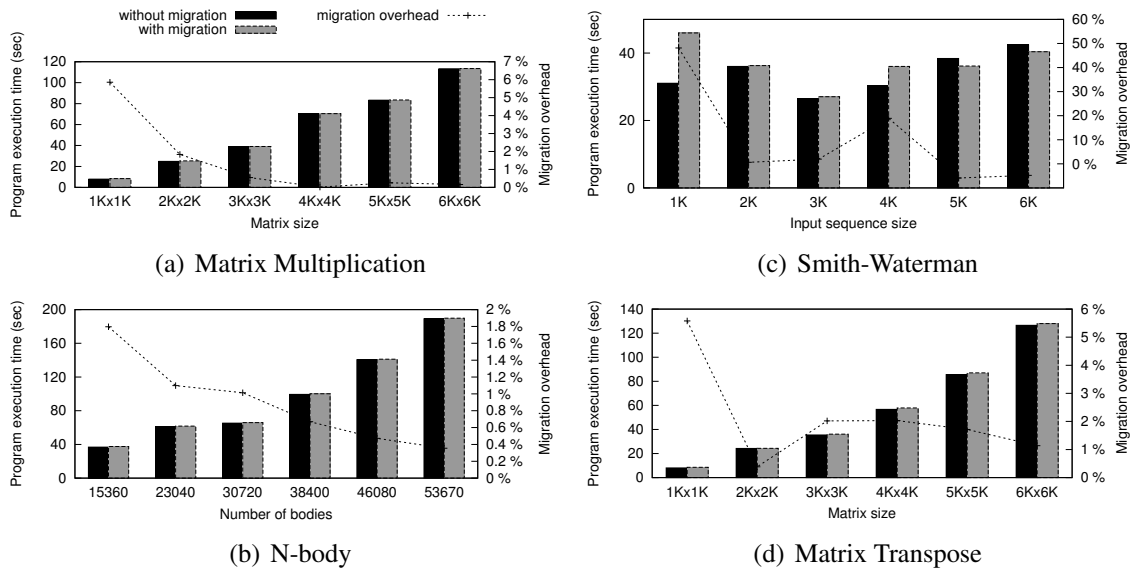 without migration
with migration
migration overhead
Program execution time (sec)
120
100
80
60
40
20
0
7 %
6 %
5 %
4 %
3 %
2 %
1 %
0 %
Migration overhead
1Kx1K 2Kx2K 3Kx3K 4Kx4K 5Kx5K 6Kx6K
Matrix size
(a) Matrix Multiplication
Program execution time (sec)
40
20
0
60 %
50 %
40 %
30 %
20 %
10 %
0 %
Migration overhead
1K 2K 3K 4K 5K 6K
Input sequence size
(c) Smith-Waterman
Program execution time (sec)
200
160
120
80
40
0
2 %
1.8 %
1.6 %
1.4 %
1.2 %
1 %
0.8 %
0.6 %
0.4 %
0.2 %
0 %
Migration overhead
15360 23040 30720 38400 46080 53670
Number of bodies
(b) N-body
Program execution time (sec)
140
120
100
80
60
40
20
0
6 %
5 %
4 %
3 %
2 %
1 %
0 %
Migration overhead
1Kx1K 2Kx2K 3Kx3K 4Kx4K 5Kx5K 6Kx6K
Matrix size
(d) Matrix Transpose